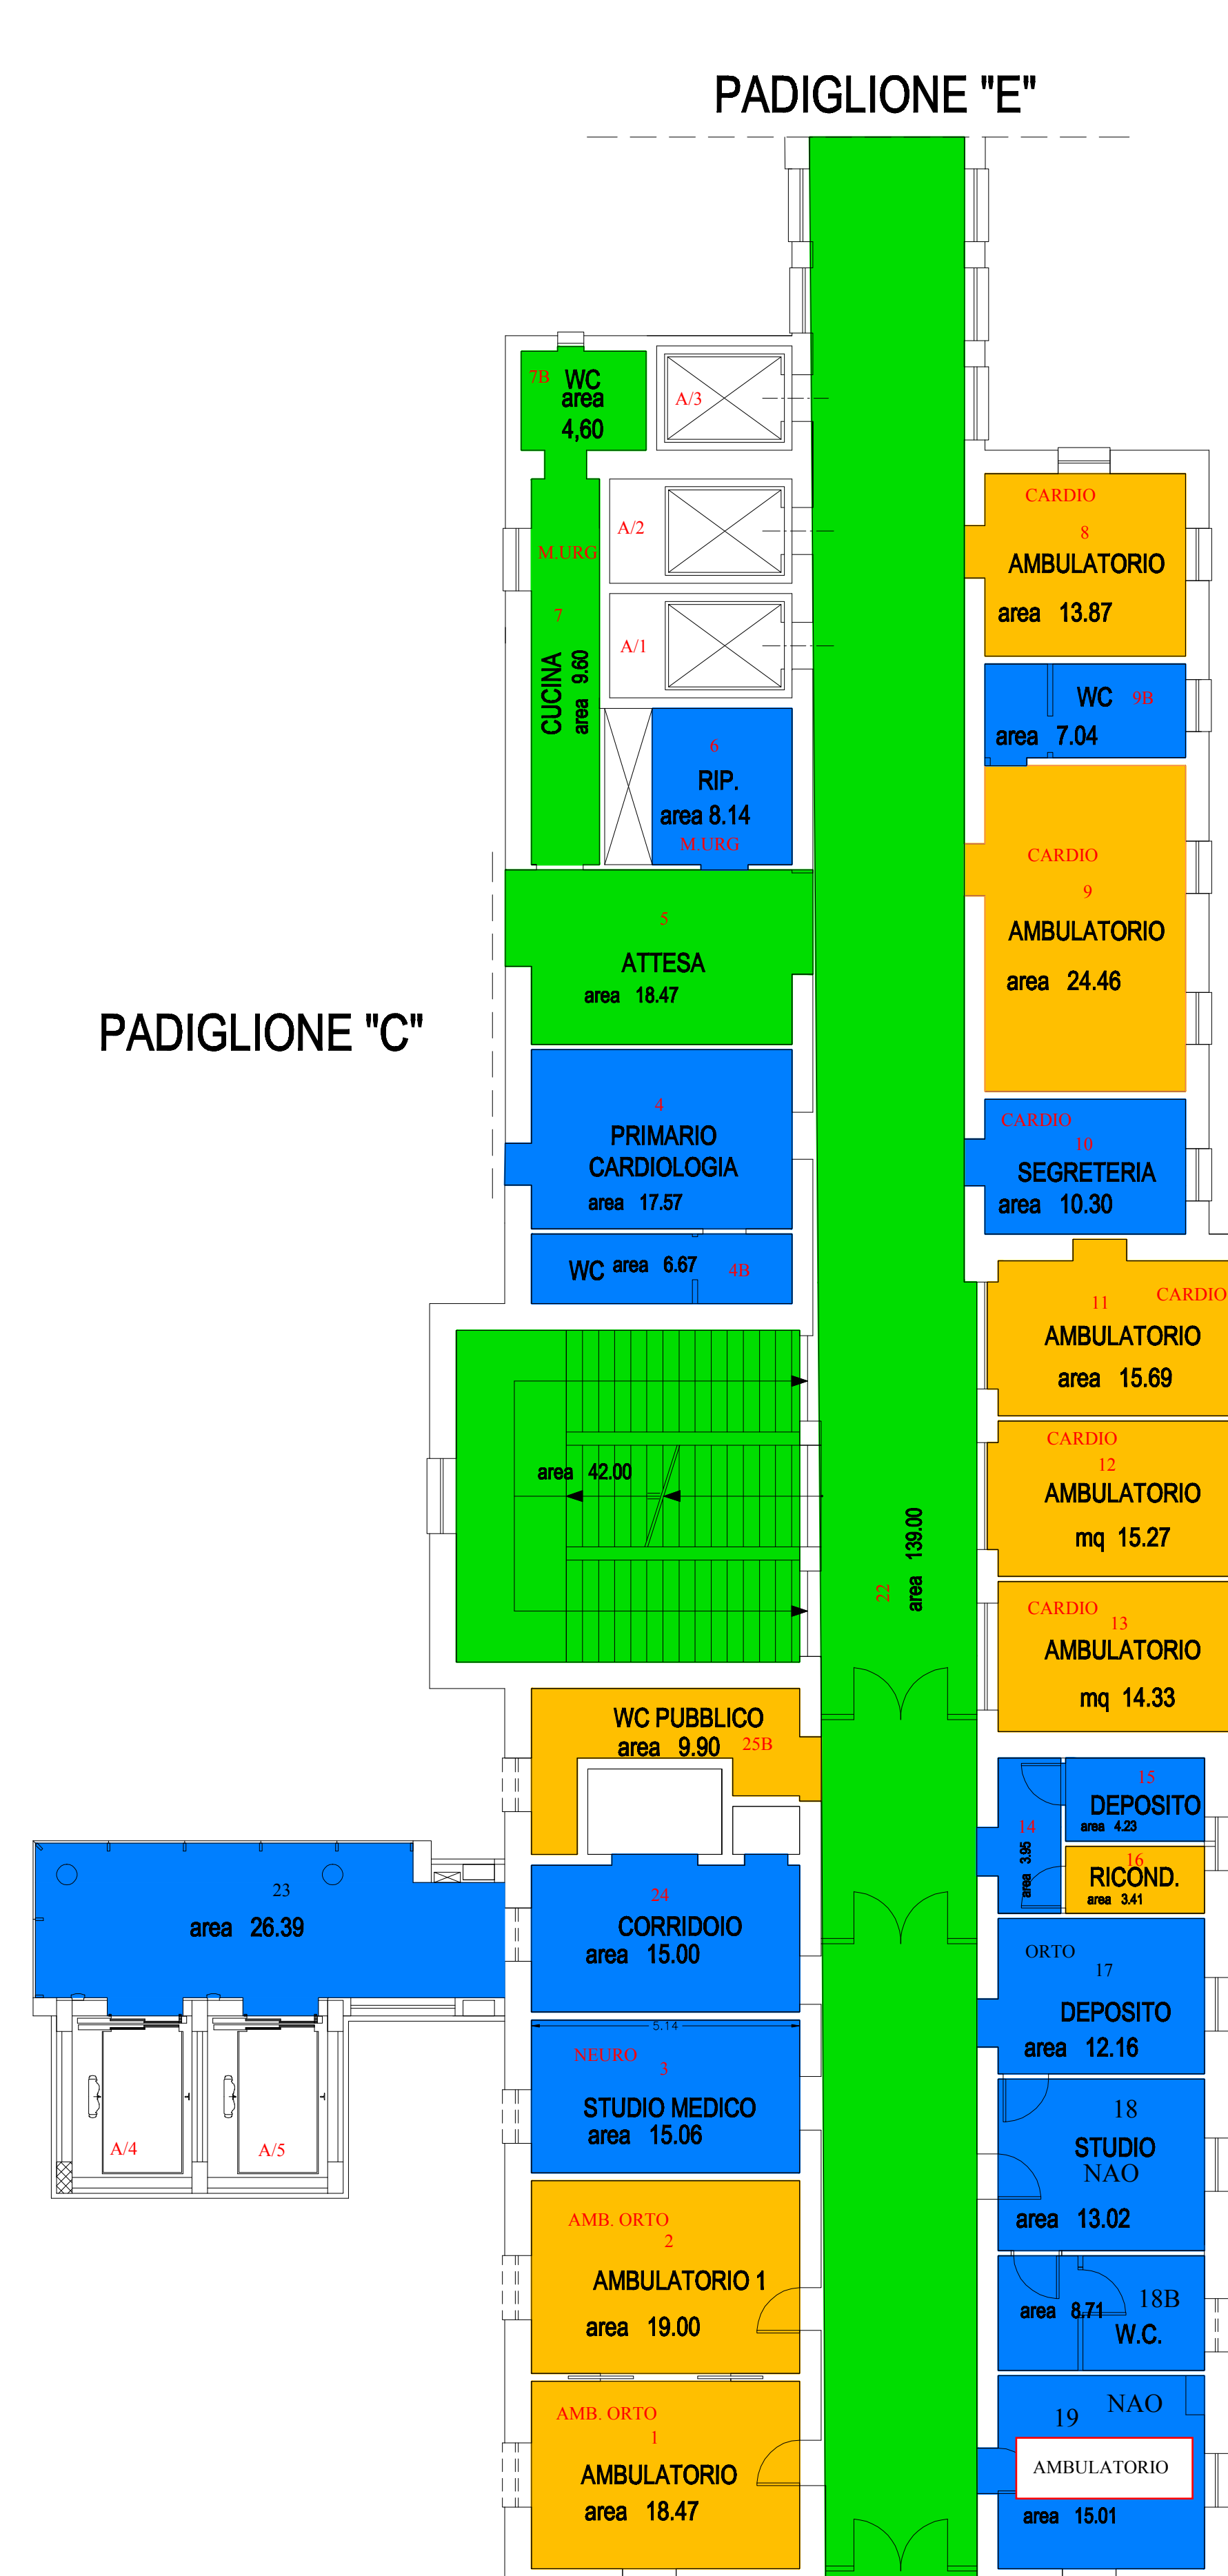 PADIGLIONE "E"
7B
WC
area
4,60
A/3
A/2
A/1
M.URG
7
CUCINA
area 9.60
6
RIP.
area 8.14
M.URG
5
ATTESA
area 18.47
PADIGLIONE "C"
4
PRIMARIO
CARDIOLOGIA
area 17.57
WC area 6.67 4B
area 42.00
22
area 139.00
CARDIO
8
AMBULATORIO
area 13.87
WC 9B
area 7.04
CARDIO
9
AMBULATORIO
area 24.46
CARDIO
10
SEGRETERIA
area 10.30
11 CARDIO
AMBULATORIO
area 15.69
CARDIO
12
AMBULATORIO
mq 15.27
CARDIO
13
AMBULATORIO
mq 14.33
WC PUBBLICO
area 9.90 25B
15
DEPOSITO
area 4.23
14
area 3.95
16
RICOND.
area 3.41
23
area 26.39
24
CORRIDOIO
area 15.00
ORTO
17
DEPOSITO
area 12.16
5.14
NEURO
3
STUDIO MEDICO
area 15.06
A/4
A/5
18
STUDIO
NAO
area 13.02
AMB. ORTO
2
AMBULATORIO 1
area 19.00
area 8.71
18B
W.C.
AMB. ORTO
1
AMBULATORIO
area 18.47
NAO
19
AMBULATORIO
area 15.01